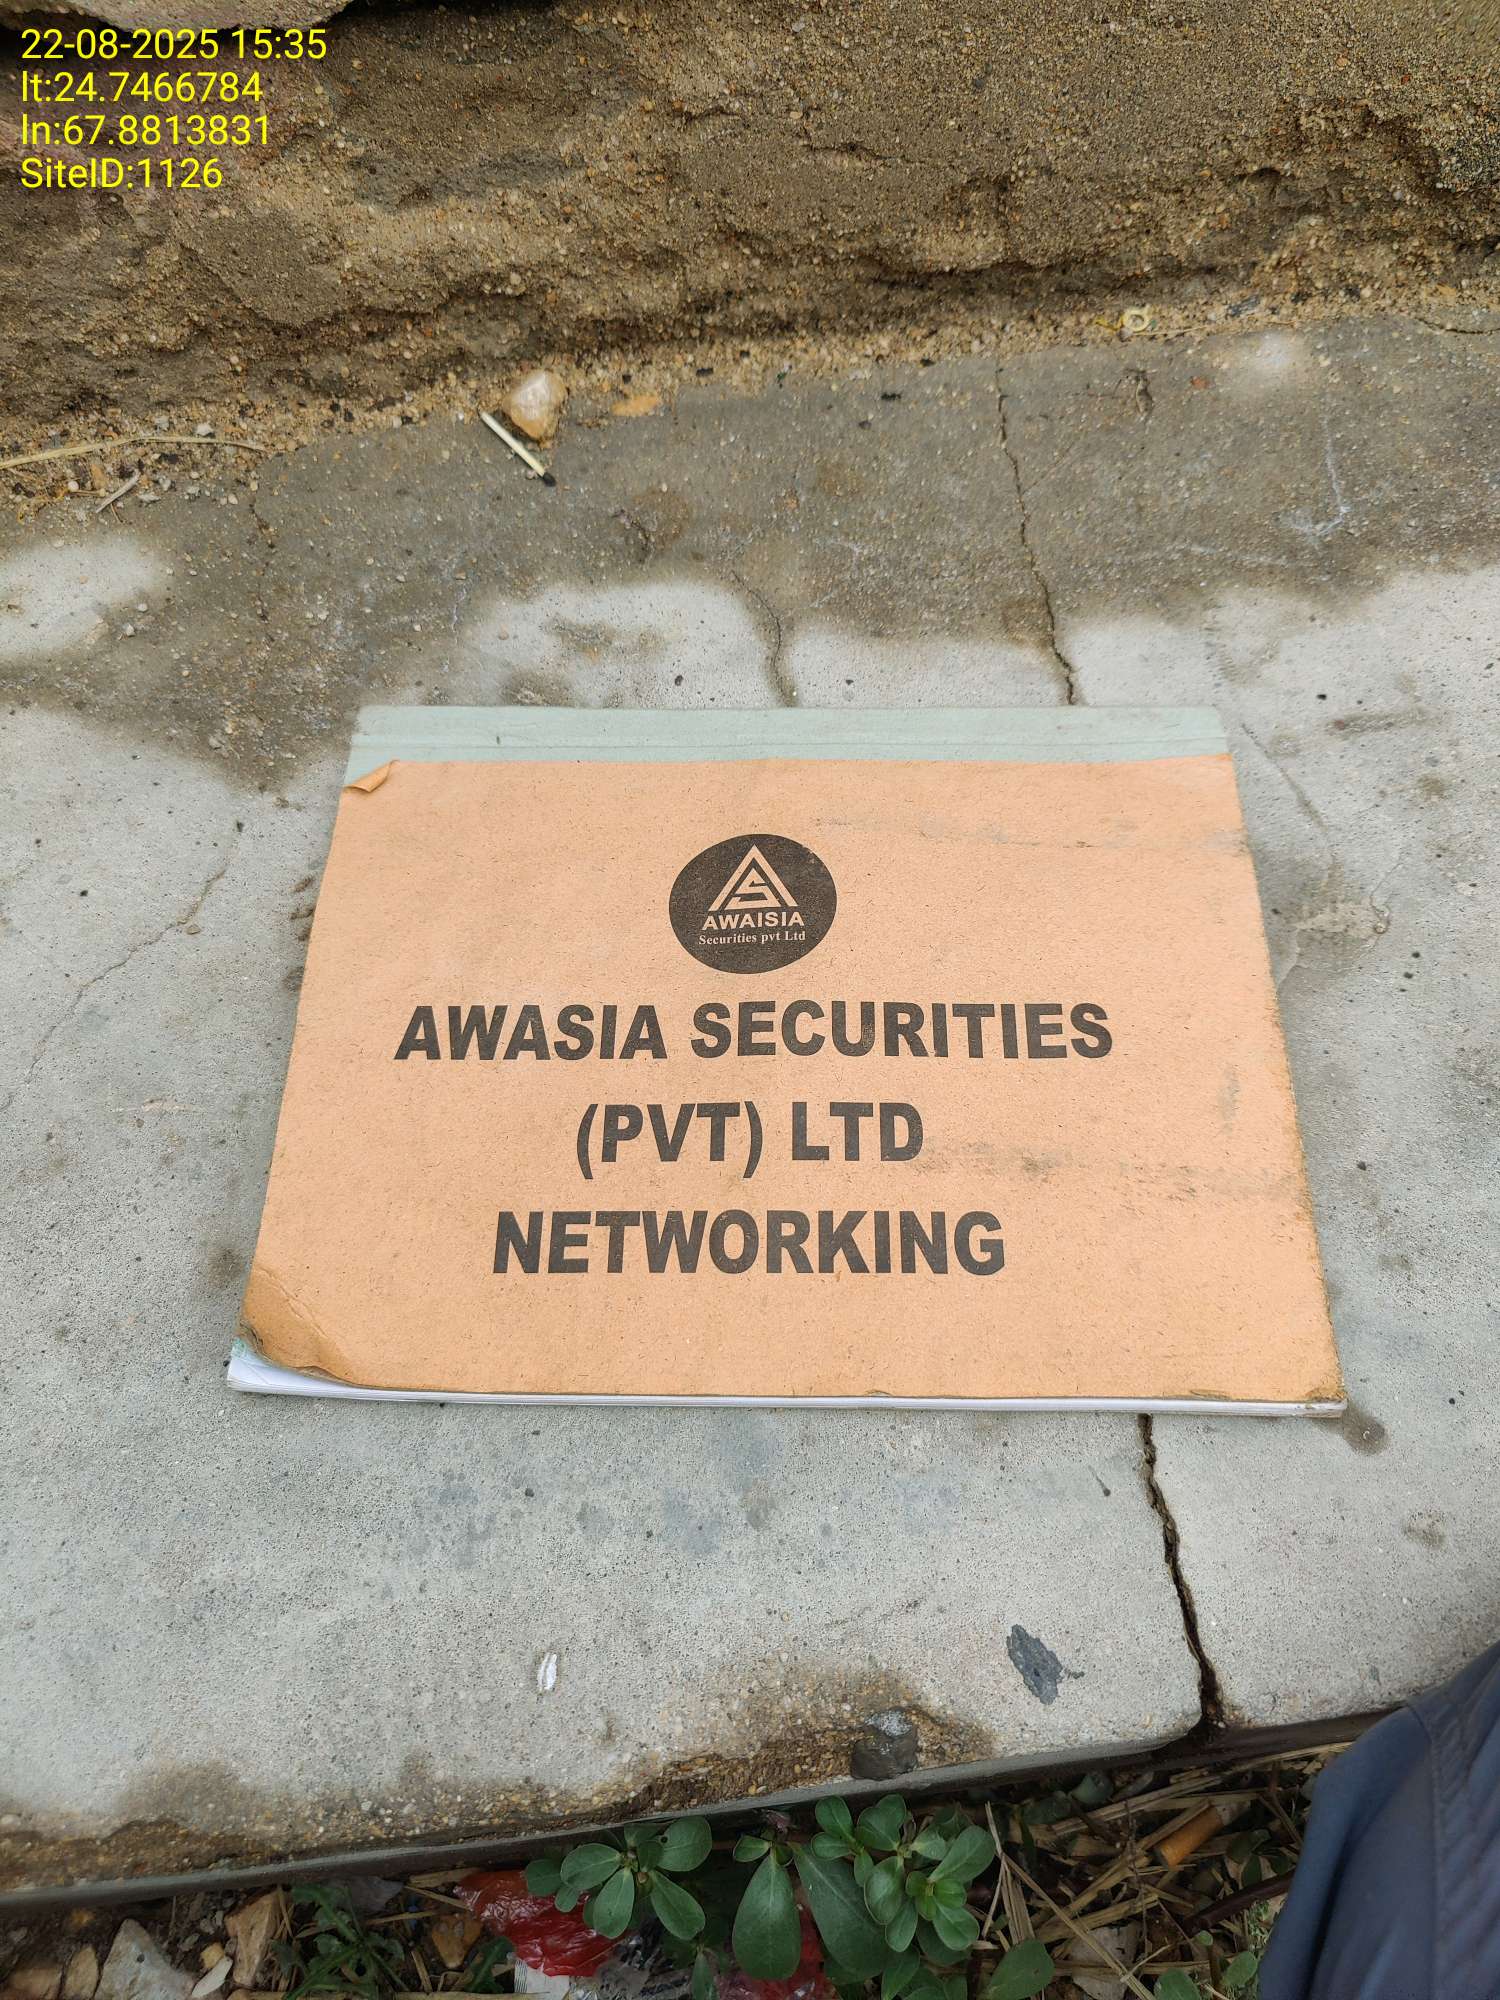 22-08-2025 15:35
lt:24.7466784
ln:67.8813831
SiteID:1126
AWAISIA
Securities pvt Ltd
AWASIA SECURITIES
(PVT) LTD
NETWORKING